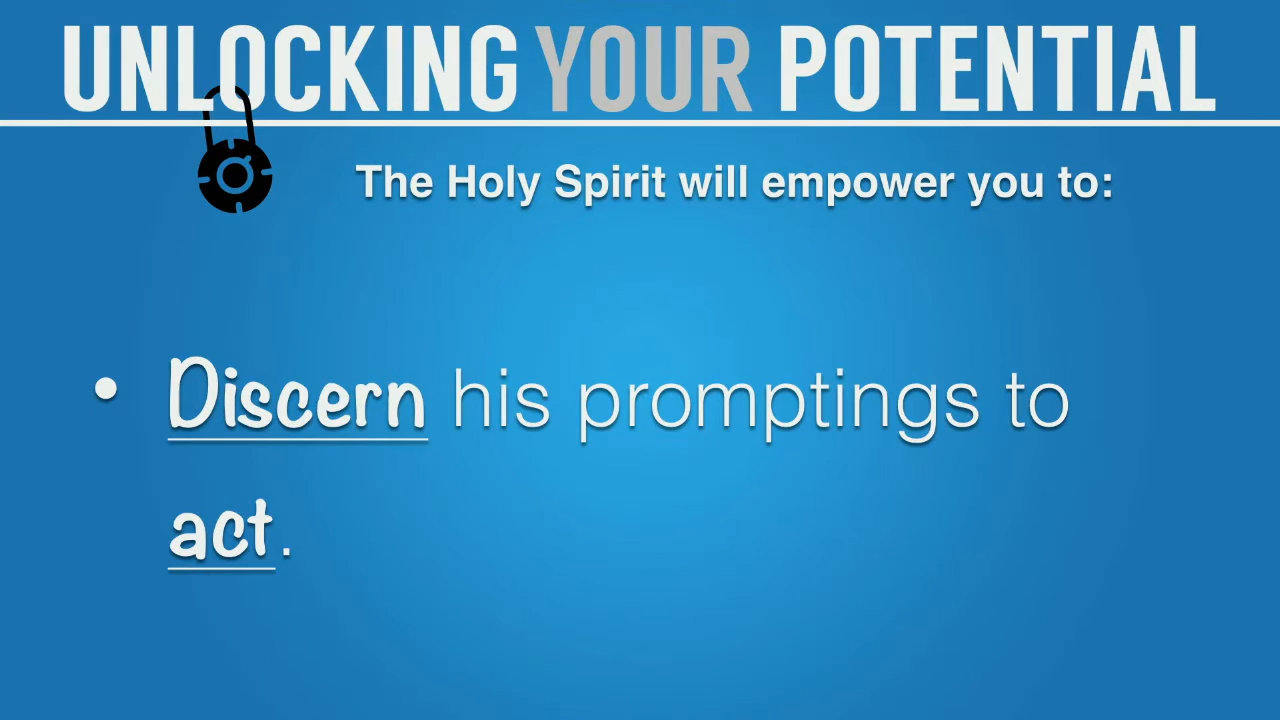 UNLOCKING YOUR POTENTIAL
The Holy Spirit will empower you to:
• Discern his promptings to
act.